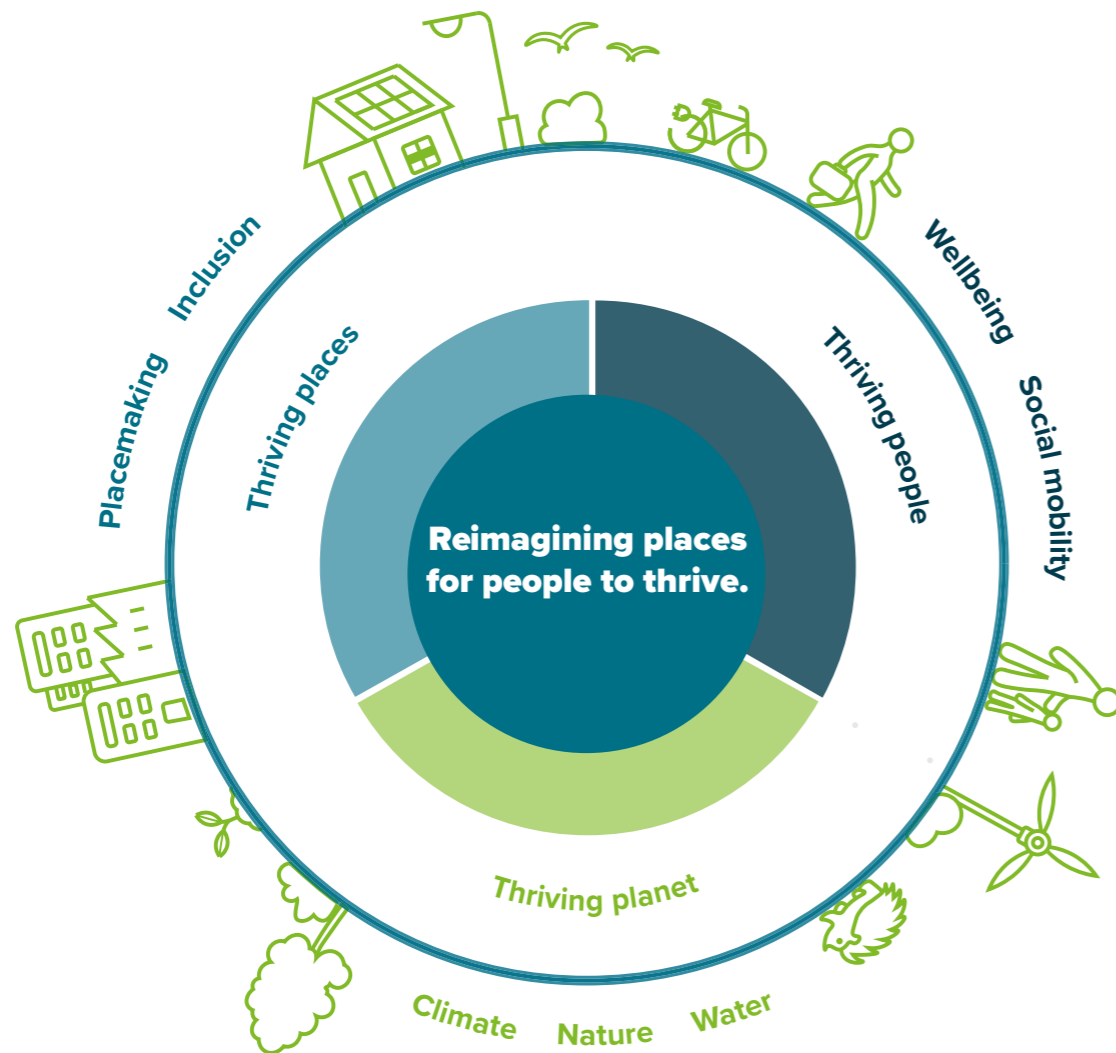 Reimagining places
for people to thrive.
Thriving places
Placemaking Inclusion
Thriving people
Wellbeing Social mobility
Thriving planet
Climate Nature Water